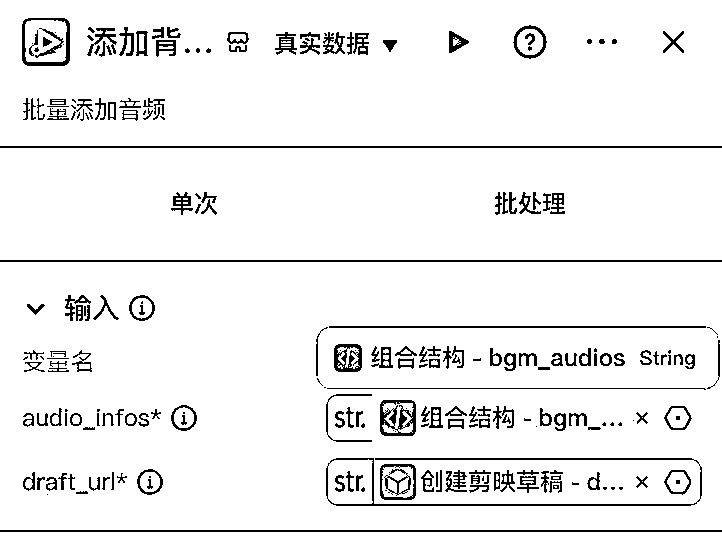 添加背... 真实数据
批量添加音频
单次 批处理
输入
变量名 组合结构 - bgm_audios String
audio_infos* str. 组合结构 - bgm_...
draft_url* str. 创建剪映草稿 - d...